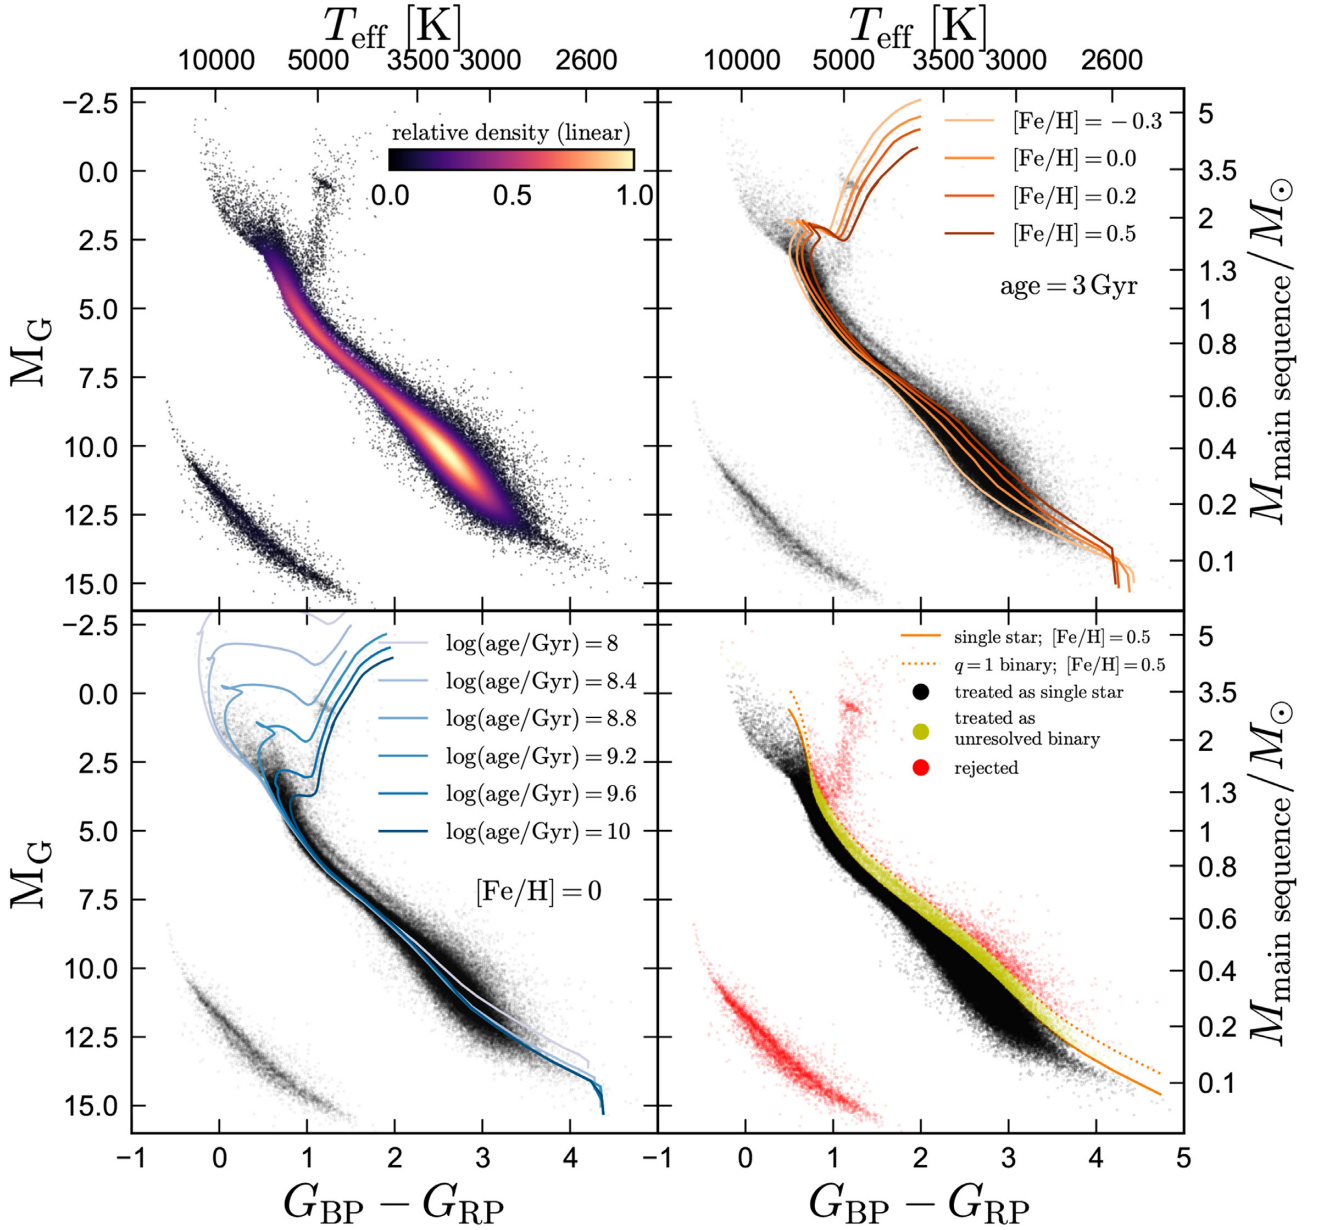 T_eff [K]
T_eff [K]
10000 5000 3500 3000 2600
10000 5000 3500 3000 2600
relative density (linear)
0.0 0.5 1.0
−2.5
0.0
2.5
5.0
7.5
10.0
12.5
15.0
M_G
[Fe/H] = −0.3
[Fe/H] = 0.0
[Fe/H] = 0.2
[Fe/H] = 0.5
age = 3 Gyr
5
3.5
2
1.3
1
0.8
0.6
0.4
0.2
0.1
M_main sequence / M_⊙
−2.5
0.0
2.5
5.0
7.5
10.0
12.5
15.0
M_G
log(age/Gyr) = 8
log(age/Gyr) = 8.4
log(age/Gyr) = 8.8
log(age/Gyr) = 9.2
log(age/Gyr) = 9.6
log(age/Gyr) = 10
[Fe/H] = 0
single star; [Fe/H] = 0.5
q = 1 binary; [Fe/H] = 0.5
treated as single star
treated as
unresolved binary
rejected
5
3.5
2
1.3
1
0.8
0.6
0.4
0.2
0.1
M_main sequence / M_⊙
−1 0 1 2 3 4
−1 0 1 2 3 4 5
G_BP − G_RP
G_BP − G_RP